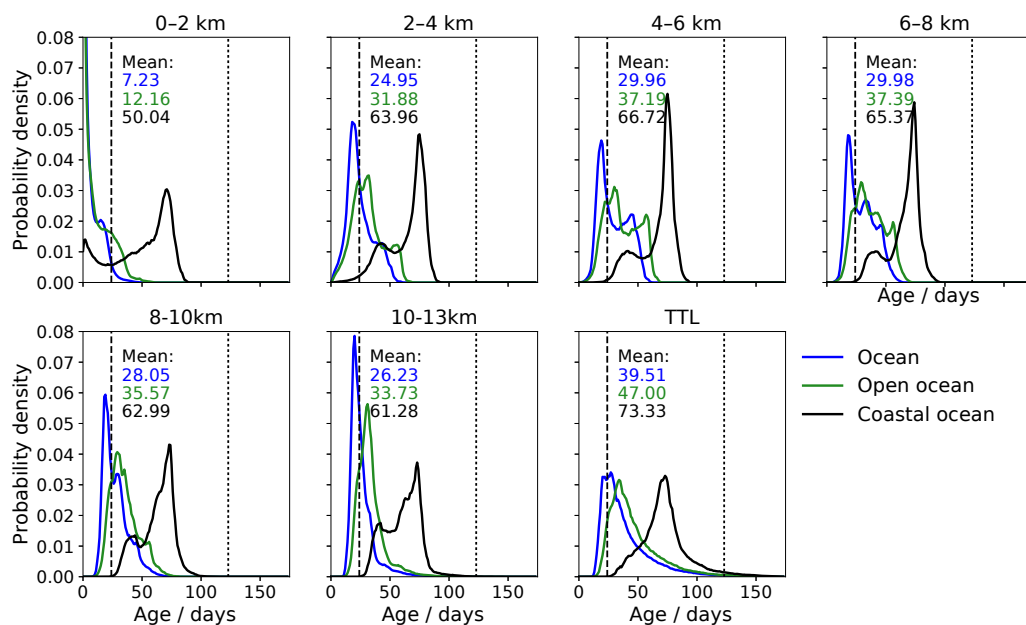 0–2 km
2–4 km
4–6 km
6–8 km
Probability density
0.08
0.07
0.06
0.05
0.04
0.03
0.02
0.01
0.00
Mean:
7.23
12.16
50.04
Mean:
24.95
31.88
63.96
Mean:
29.96
37.19
66.72
Mean:
29.98
37.39
65.37
Age / days
8-10km
10-13km
TTL
Probability density
0.08
0.07
0.06
0.05
0.04
0.03
0.02
0.01
0.00
Mean:
28.05
35.57
62.99
Mean:
26.23
33.73
61.28
Mean:
39.51
47.00
73.33
0 50 100 150
0 50 100 150
0 50 100 150
Age / days
Age / days
Age / days
Ocean
Open ocean
Coastal ocean